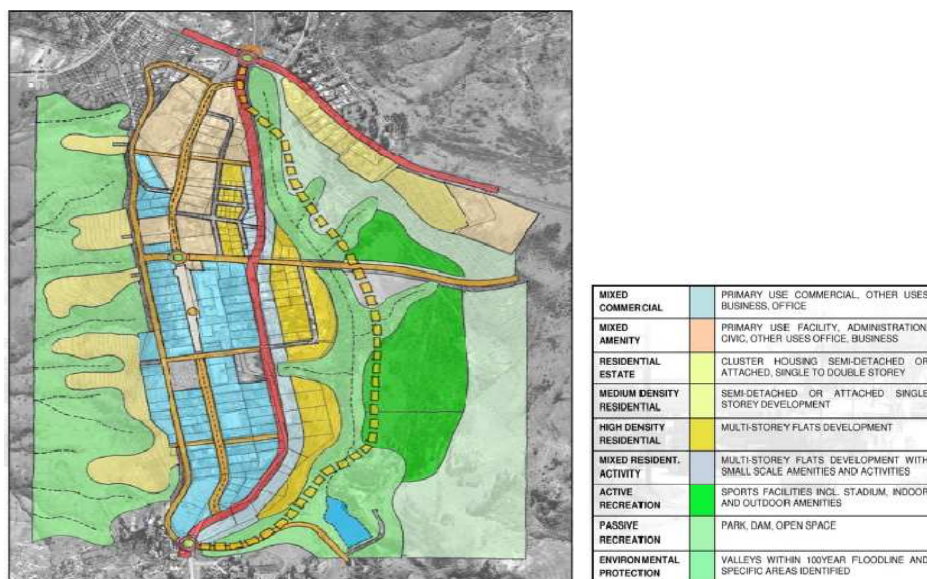 MIXED COMMERCIAL
PRIMARY USE COMMERCIAL, OTHER USES BUSINESS, OFFICE
MIXED AMENITY
PRIMARY USE FACILITY, ADMINISTRATION, CIVIC, OTHER USES OFFICE, BUSINESS
RESIDENTIAL ESTATE
CLUSTER HOUSING SEMI-DETACHED OR ATTACHED, SINGLE TO DOUBLE STOREY
MEDIUM DENSITY RESIDENTIAL
SEMI-DETACHED OR ATTACHED SINGLE STOREY DEVELOPMENT
HIGH DENSITY RESIDENTIAL
MULTI-STOREY FLATS DEVELOPMENT
MIXED RESIDENT. ACTIVITY
MULTI-STOREY FLATS DEVELOPMENT WITH SMALL SCALE AMENITIES AND ACTIVITIES
ACTIVE RECREATION
SPORTS FACILITIES INCL. STADIUM, INDOOR AND OUTDOOR AMENITIES
PASSIVE RECREATION
PARK, DAM, OPEN SPACE
ENVIRONMENTAL PROTECTION
VALLEYS WITHIN 100YEAR FLOODLINE AND SPECIFIC AREAS IDENTIFIED